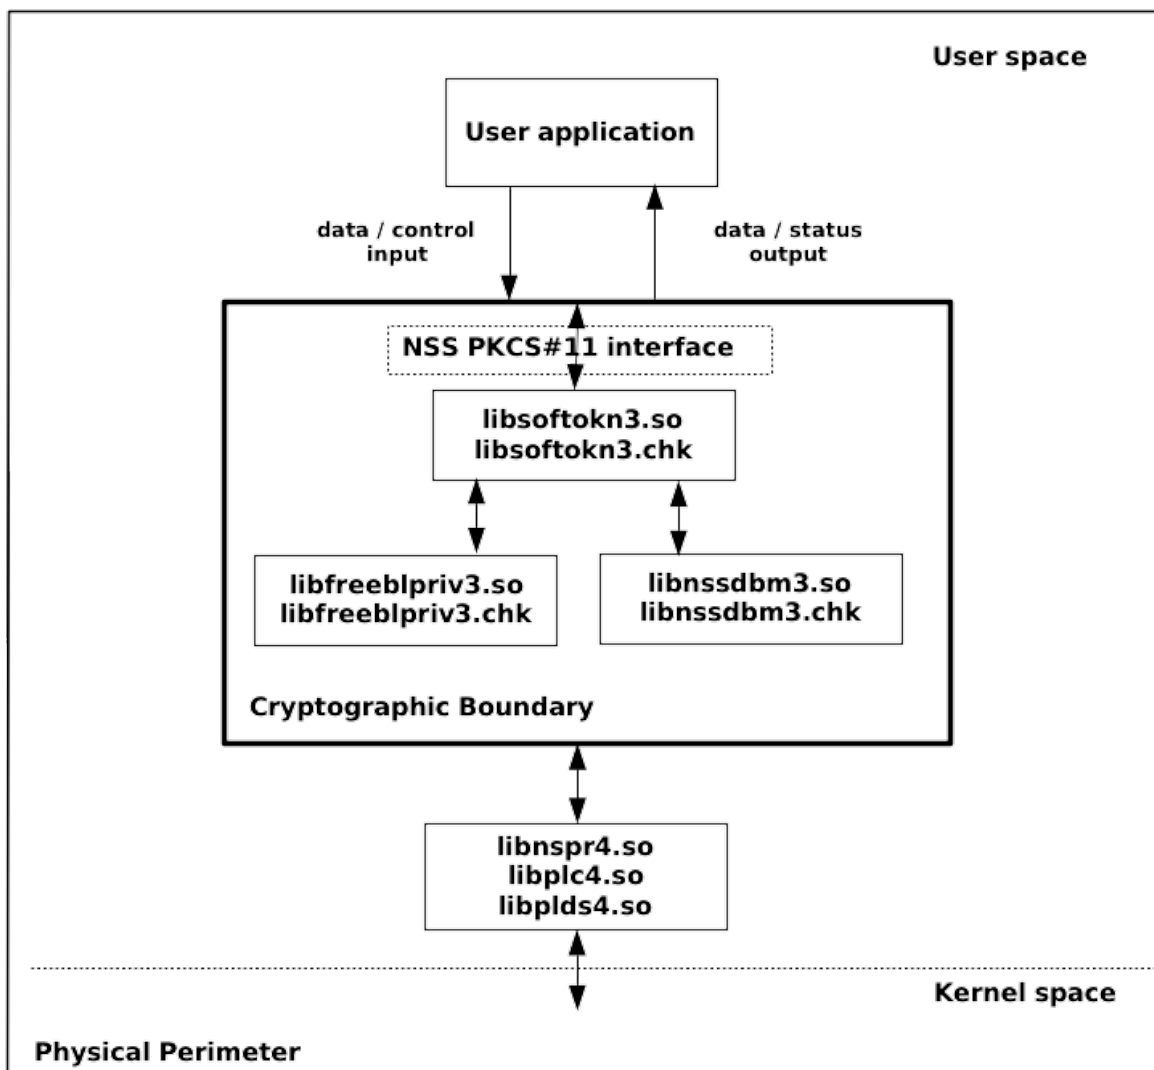 User space
User application
data / control
input
data / status
output
NSS PKCS#11 interface
libsoftokn3.so
libsoftokn3.chk
libfreeblpriv3.so
libfreeblpriv3.chk
libnssdbm3.so
libnssdbm3.chk
Cryptographic Boundary
libnspr4.so
libplc4.so
libplds4.so
Kernel space
Physical Perimeter